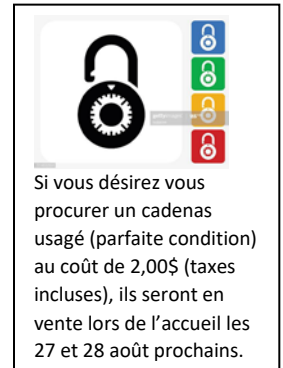 Si vous désirez vous
procurer un cadenas
usagé (parfaite condition)
au coût de 2,00$ (taxes
incluses), ils seront en
vente lors de l’accueil les
27 et 28 août prochains.